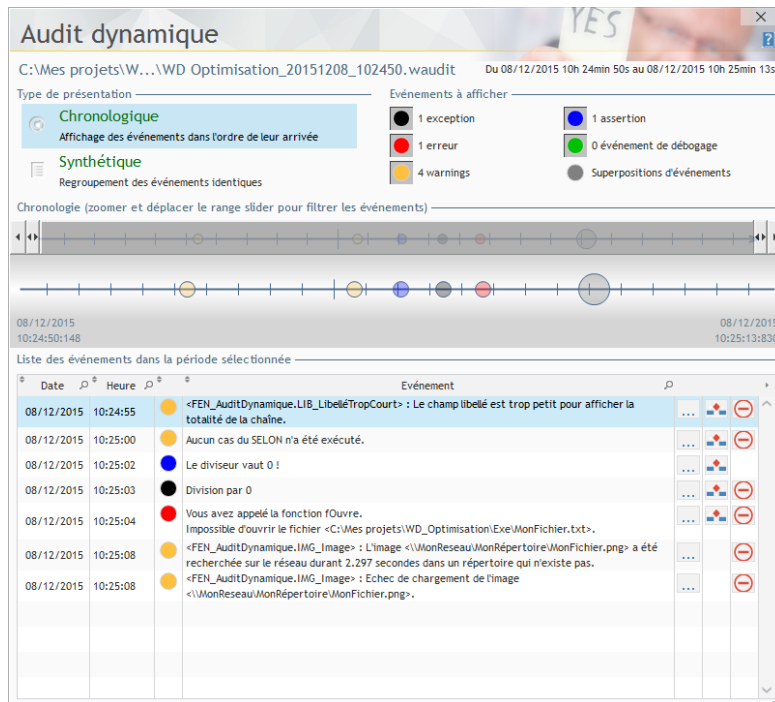 YES
Audit dynamique
C:\Mes projets\W...\WD Optimisation_20151208_102450.waudit Du 08/12/2015 10h 24min 50s au 08/12/2015 10h 25min 13s
Type de présentation
Evénements à afficher
Chronologique
Affichage des événements dans l'ordre de leur arrivée
Synthétique
Regroupement des événements identiques
1 exception
1 assertion
1 erreur
0 événement de débogage
4 warnings
Superpositions d'événements
Chronologie (zoomer et déplacer le range slider pour filtrer les événements)
08/12/2015
10:24:50:148
08/12/2015
10:25:13:830
Liste des événements dans la période sélectionnée
Date Heure Evénement
08/12/2015 10:24:55 <FEN_AuditDynamique.LIB_LibelléTropCourt> : Le champ libellé est trop petit pour afficher la
totalité de la chaîne.
...
08/12/2015 10:25:00 Aucun cas du SELON n'a été exécuté. ...
08/12/2015 10:25:02 Le diviseur vaut 0 ! ...
08/12/2015 10:25:03 Division par 0 ...
08/12/2015 10:25:04 Vous avez appelé la fonction fOuvre.
Impossible d'ouvrir le fichier <C:\Mes projets\WD_Optimisation\Exe\MonFichier.txt>.
...
08/12/2015 10:25:08 <FEN_AuditDynamique.IMG_Image> : L'image <\\MonReseau\MonRépertoire\MonFichier.png> a été
recherchée sur le réseau durant 2.297 secondes dans un répertoire qui n'existe pas.
...
08/12/2015 10:25:08 <FEN_AuditDynamique.IMG_Image> : Echec de chargement de l'image
<\\MonReseau\MonRépertoire\MonFichier.png>.
...